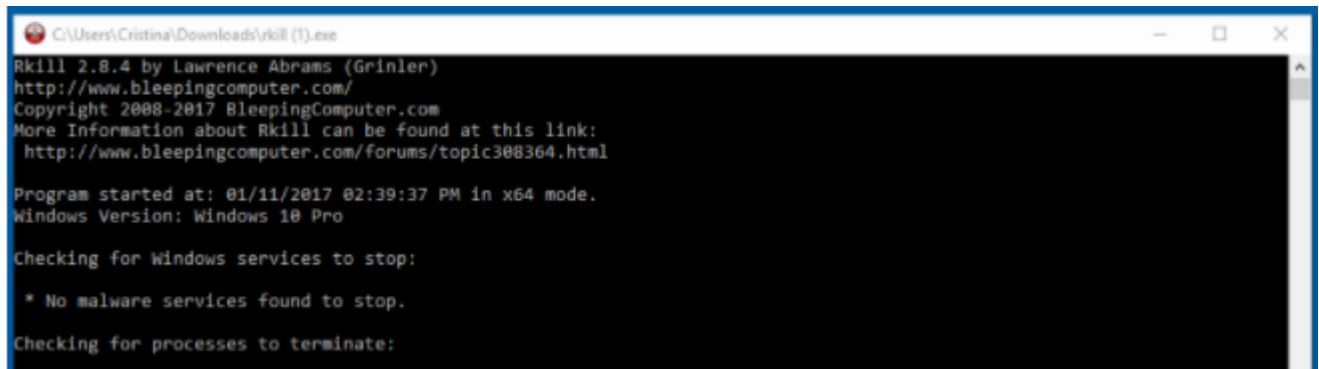 C:\Users\Cristina\Downloads\rkill (1).exe
Rkill 2.8.4 by Lawrence Abrams (Grinler)
http://www.bleepingcomputer.com/
Copyright 2008-2017 BleepingComputer.com
More Information about Rkill can be found at this link:
http://www.bleepingcomputer.com/forums/topic308364.html
Program started at: 01/11/2017 02:39:37 PM in x64 mode.
Windows Version: Windows 10 Pro
Checking for Windows services to stop:
* No malware services found to stop.
Checking for processes to terminate: